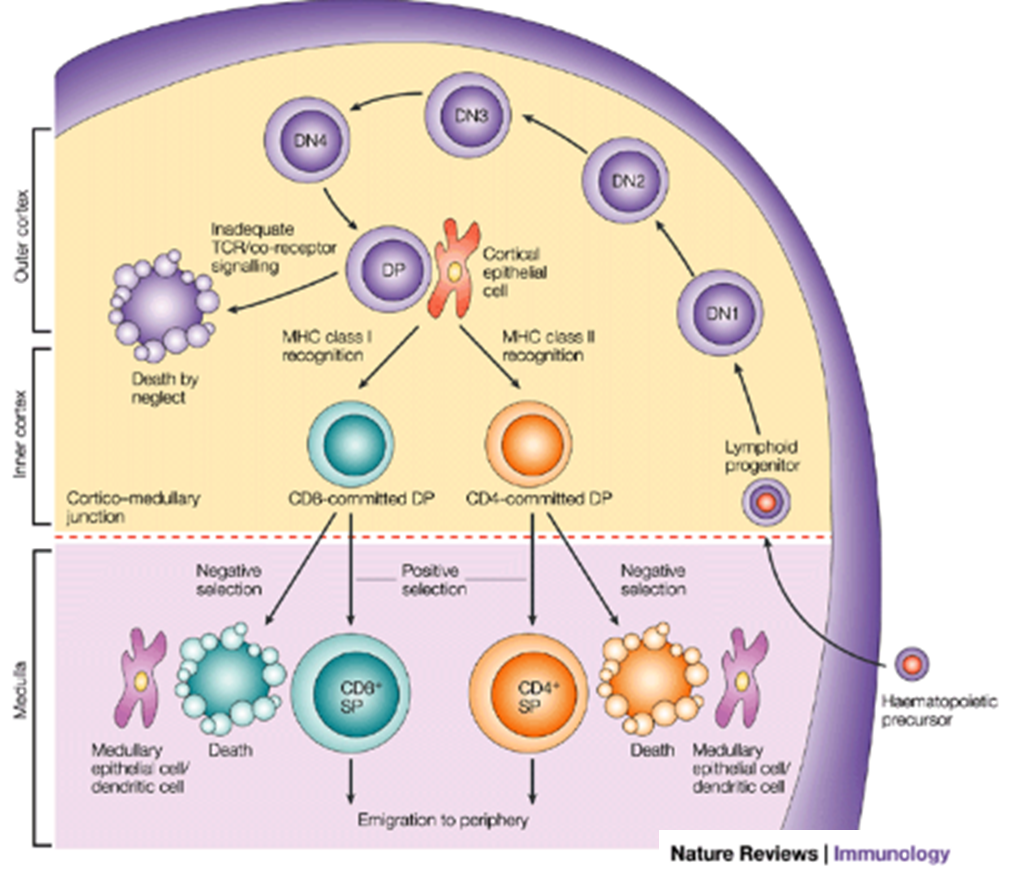 DN3
DN4
DN2
Outer cortex
Inadequate
TCR/co-receptor
signalling
DP
Cortical
epithelial
cell
DN1
MHC class I
recognition
MHC class II
recognition
Death by
neglect
Inner cortex
Lymphoid
progenitor
Cortico–medullary
junction
CD8-committed DP
CD4-committed DP
Negative
selection
Positive
selection
Negative
selection
Medulla
CD8+
SP
CD4+
SP
Haematopoietic
precursor
Medullary
epithelial cell/
dendritic cell
Death
Death
Medullary
epithelial cell/
dendritic cell
Emigration to periphery
Nature Reviews | Immunology